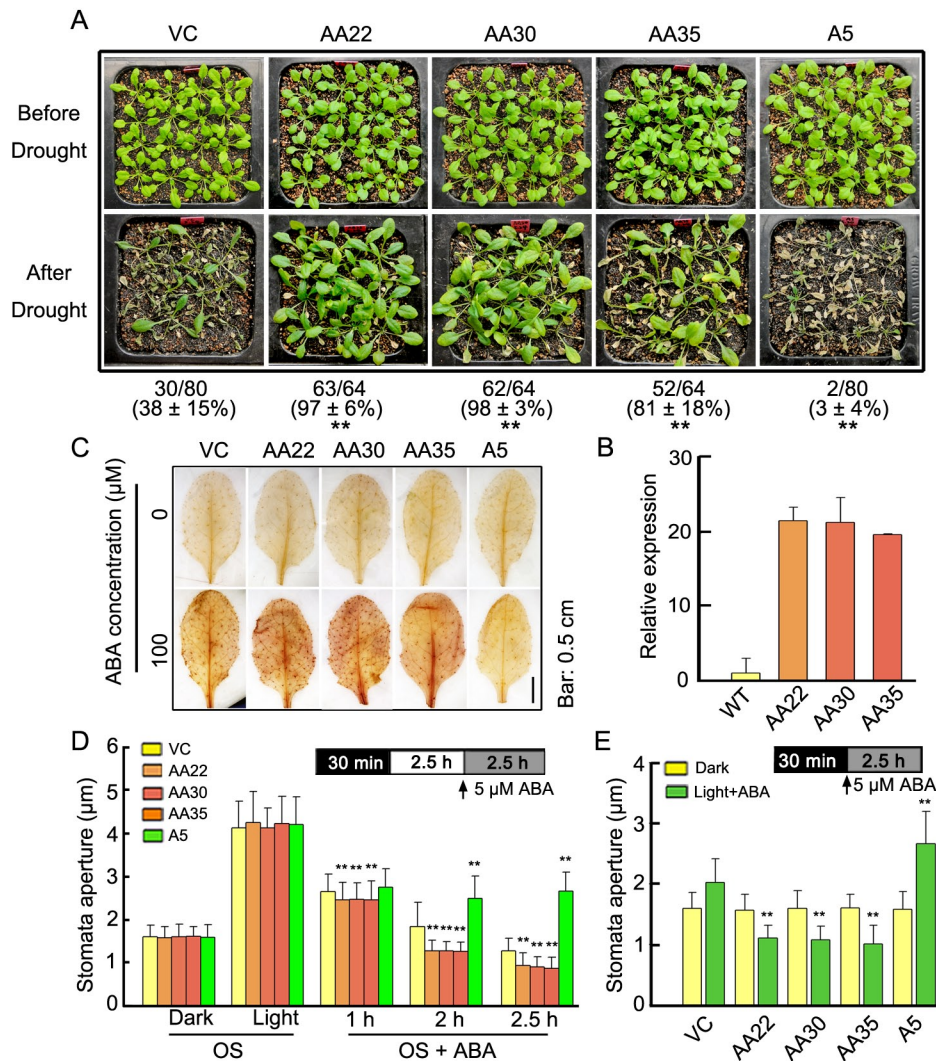 A
VC AA22 AA30 AA35 A5
Before
Drought
After
Drought
30/80 63/64 62/64 52/64 2/80
(38 ± 15%) (97 ± 6%) (98 ± 3%) (81 ± 18%) (3 ± 4%)
** ** ** **
C
VC AA22 AA30 AA35 A5
ABA concentration (μM)
0
100
Bar: 0.5 cm
B
Relative expression
30
20
10
0
WT AA22 AA30 AA35
D
VC
AA22
AA30
AA35
A5
30 min 2.5 h 2.5 h
5 μM ABA
Stomata aperture (μm)
6
5
4
3
2
1
0
** ** **
** ** ** **
** ** ** **
Dark Light 1 h 2 h 2.5 h
OS OS + ABA
E
Dark
Light+ABA
30 min 2.5 h
5 μM ABA
Stomata aperture (μm)
4
3
2
1
0
** ** ** **
VC AA22 AA30 AA35 A5